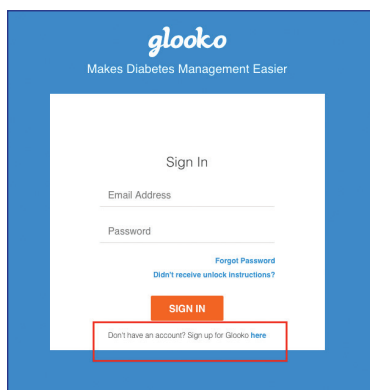 glooko
Makes Diabetes Management Easier
Sign In
Email Address
Password
Forgot Password
Didn't receive unlock instructions?
SIGN IN
Don't have an account? Sign up for Glooko here